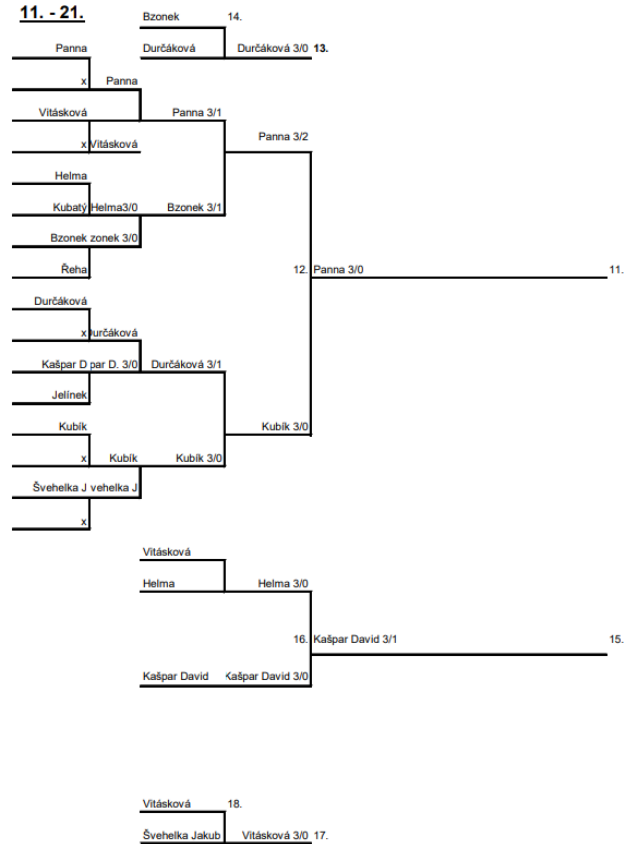 11. - 21.
Bzonek 14.
Durčáková Durčáková 3/0 13.
Panna
x Panna
Vitásková Panna 3/1
Panna 3/2
x Vitásková
Helma
Kubatý Helma3/0 Bzonek 3/1
Bzonek zonek 3/0
Řeha 12. Panna 3/0 11.
Durčáková
x Durčáková
Kašpar D par D. 3/0 Durčáková 3/1
Jelínek
Kubík Kubík 3/0
x Kubík Kubík 3/0
Švehelka J vehelka J
x
Vitásková
Helma Helma 3/0
16. Kašpar David 3/1 15.
Kašpar David Kašpar David 3/0
Vitásková 18.
Švehelka Jakub Vitásková 3/0 17.